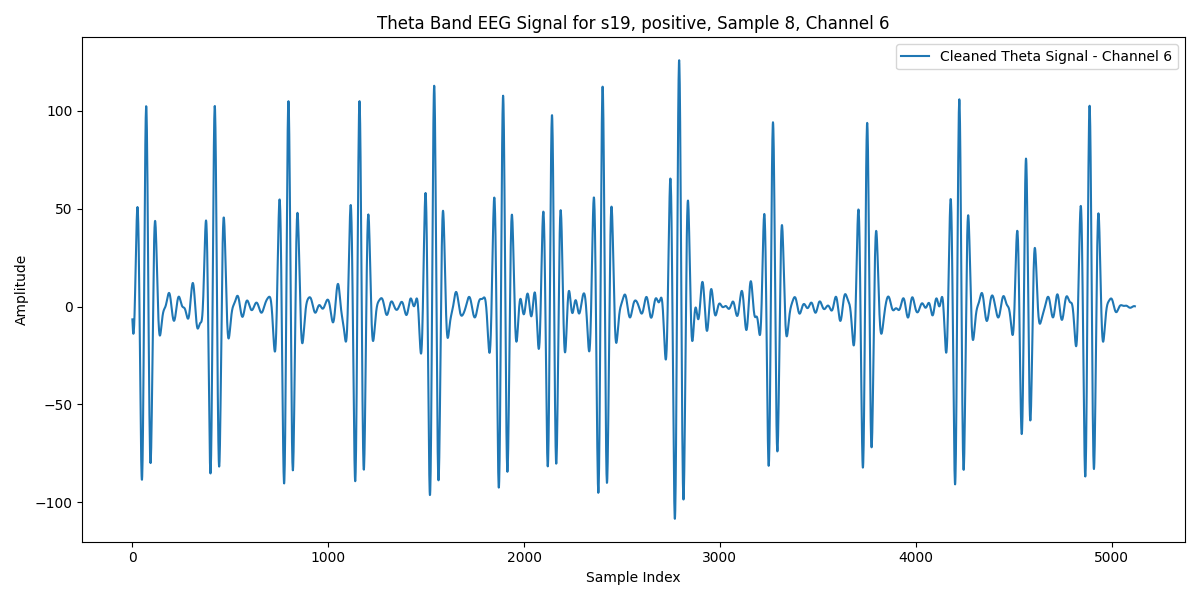 Theta Band EEG Signal for s19, positive, Sample 8, Channel 6
Cleaned Theta Signal - Channel 6
Amplitude
100
50
0
−50
−100
0 1000 2000 3000 4000 5000
Sample Index